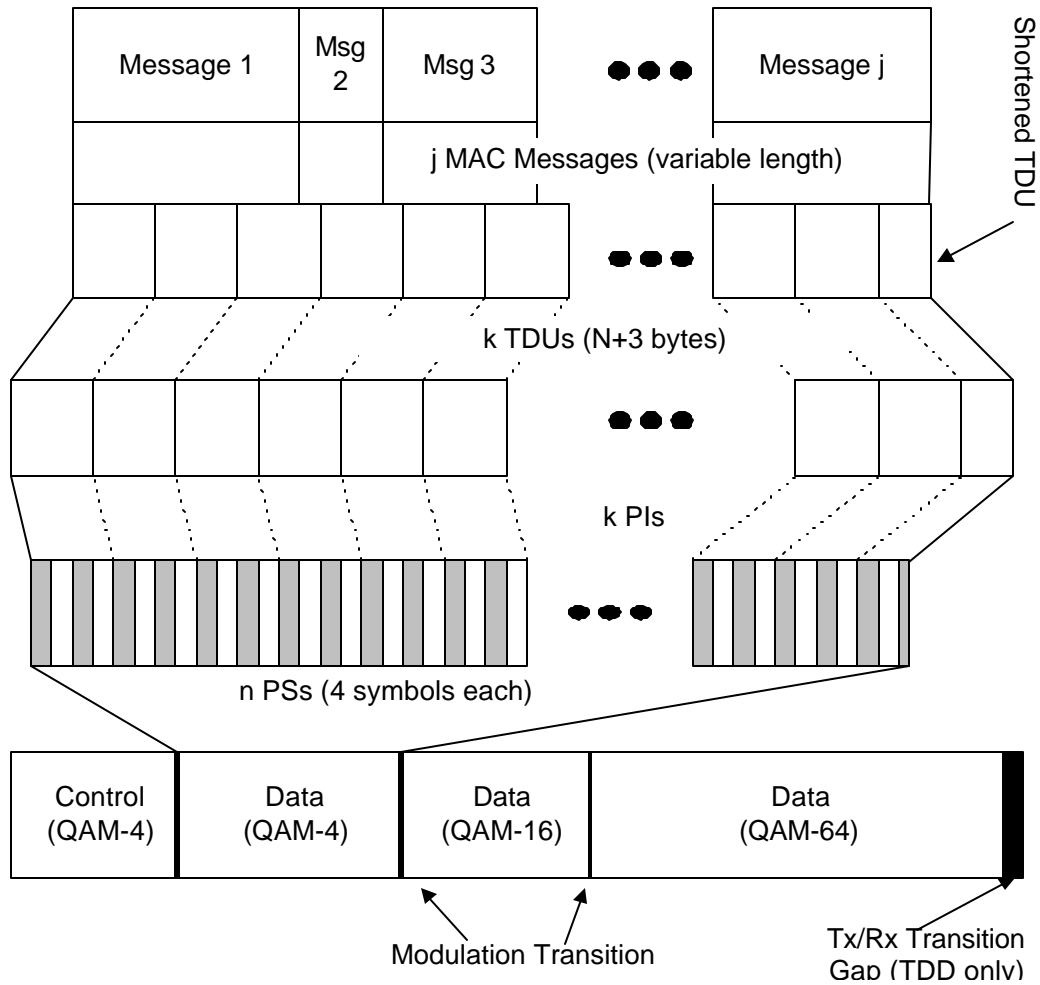 Message 1
Msg
2
Msg 3
Message j
Shortened TDU
j MAC Messages (variable length)
k TDUs (N+3 bytes)
k PIs
n PSs (4 symbols each)
Control
(QAM-4)
Data
(QAM-4)
Data
(QAM-16)
Data
(QAM-64)
Modulation Transition
Tx/Rx Transition
Gap (TDD only)